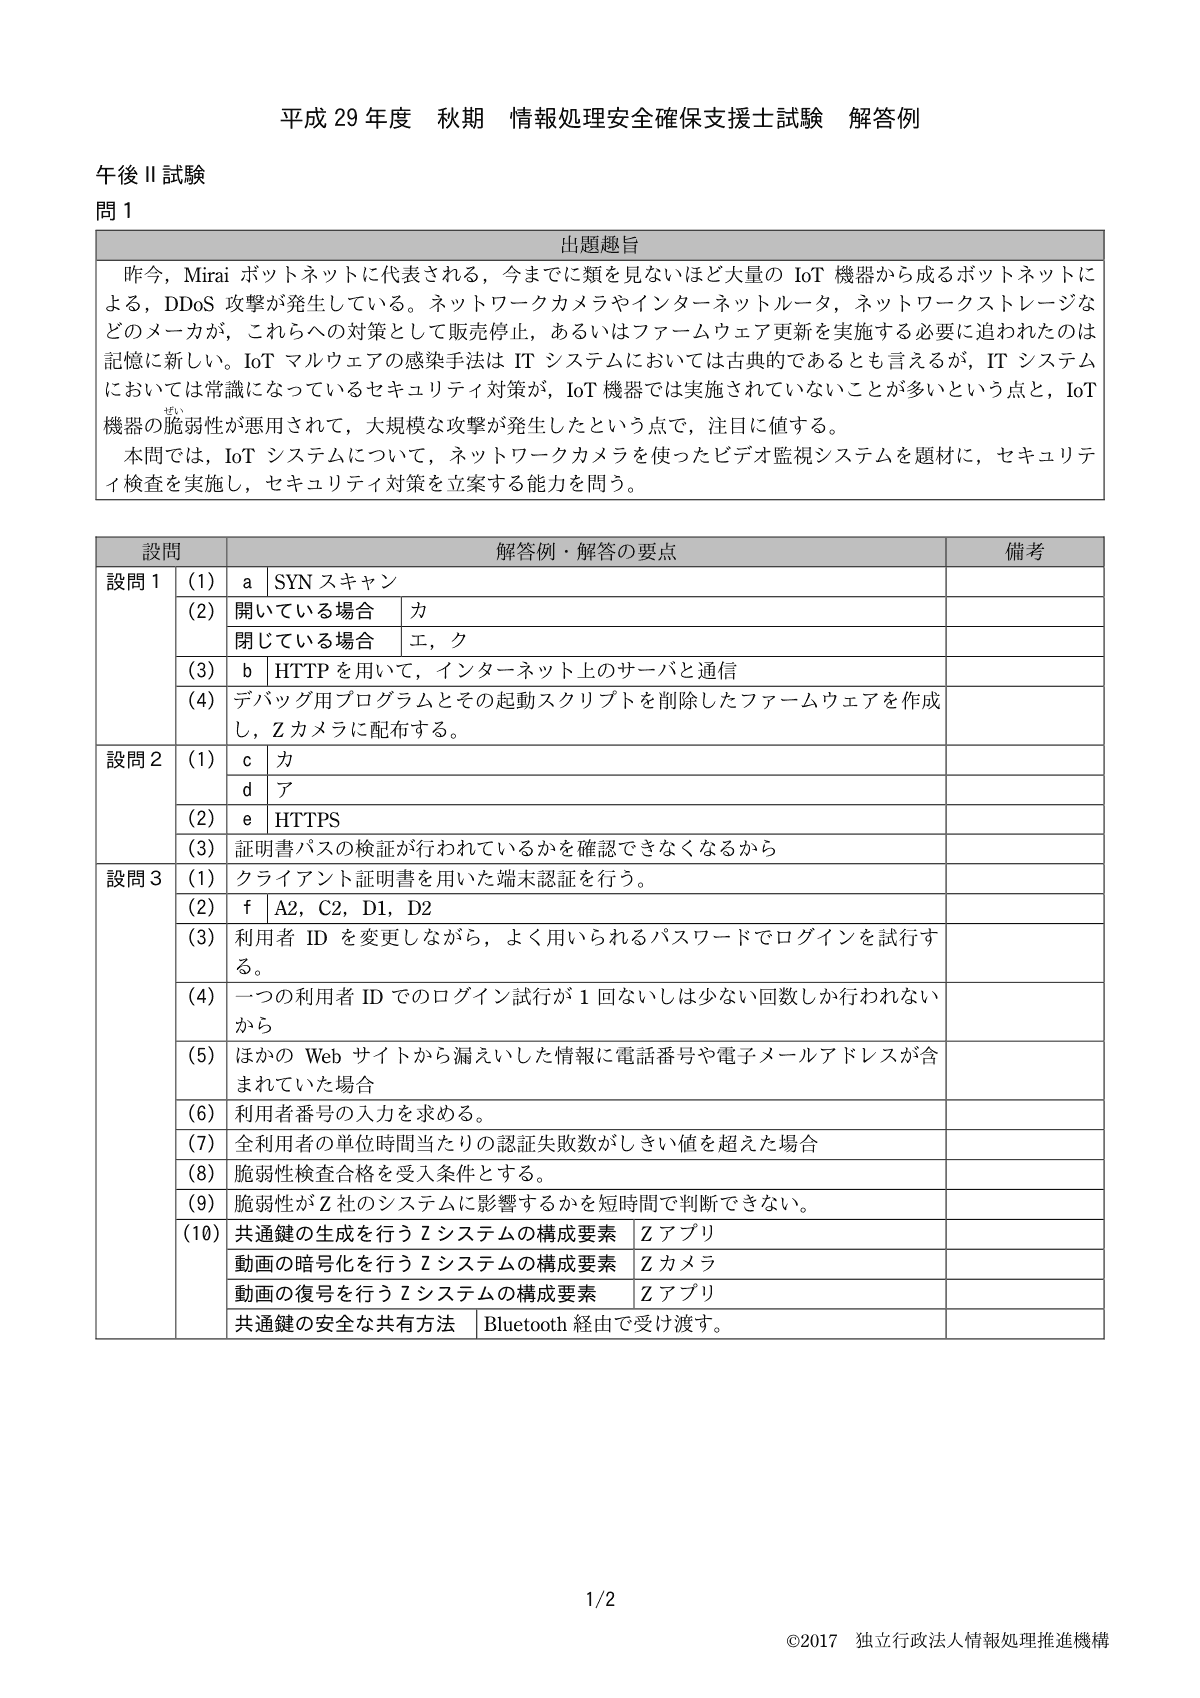 平成 29 年度　秋期　情報処理安全確保支援士試験　解答例
午後 II 試験
問 1
出題趣旨
昨今，Mirai ボットネットに代表される，今までに類を見ないほど大量の IoT 機器から成るボットネットに
よる，DDoS 攻撃が発生している。ネットワークカメラやインターネットルータ，ネットワークストレージな
どのメーカが，これらへの対策として販売停止，あるいはファームウェア更新を実施する必要に追われたのは
記憶に新しい。IoT マルウェアの感染手法は IT システムにおいては古典的であるとも言えるが，IT システム
においては常識になっているセキュリティ対策が，IoT 機器では実施されていないことが多いという点と，IoT
ぜい
機器の脆弱性が悪用されて，大規模な攻撃が発生したという点で，注目に値する。
本問では，IoT システムについて，ネットワークカメラを使ったビデオ監視システムを題材に，セキュリテ
ィ検査を実施し，セキュリティ対策を立案する能力を問う。
設問 解答例・解答の要点 備考
設問 1 (1) a SYN スキャン
(2) 開いている場合 カ
閉じている場合 エ，ク
(3) b HTTP を用いて，インターネット上のサーバと通信
(4) デバッグ用プログラムとその起動スクリプトを削除したファームウェアを作成
し，Z カメラに配布する。
設問 2 (1) c カ
d ア
(2) e HTTPS
(3) 証明書パスの検証が行われているかを確認できなくなるから
設問 3 (1) クライアント証明書を用いた端末認証を行う。
(2) f A2，C2，D1，D2
(3) 利用者 ID を変更しながら，よく用いられるパスワードでログインを試行す
る。
(4) 一つの利用者 ID でのログイン試行が 1 回ないしは少ない回数しか行われない
から
(5) ほかの Web サイトから漏えいした情報に電話番号や電子メールアドレスが含
まれていた場合
(6) 利用者番号の入力を求める。
(7) 全利用者の単位時間当たりの認証失敗数がしきい値を超えた場合
(8) 脆弱性検査合格を受入条件とする。
(9) 脆弱性が Z 社のシステムに影響するかを短時間で判断できない。
(10) 共通鍵の生成を行う Z システムの構成要素 Z アプリ
動画の暗号化を行う Z システムの構成要素 Z カメラ
動画の復号を行う Z システムの構成要素 Z アプリ
共通鍵の安全な共有方法 Bluetooth 経由で受け渡す。
1/2
©2017　独立行政法人情報処理推進機構